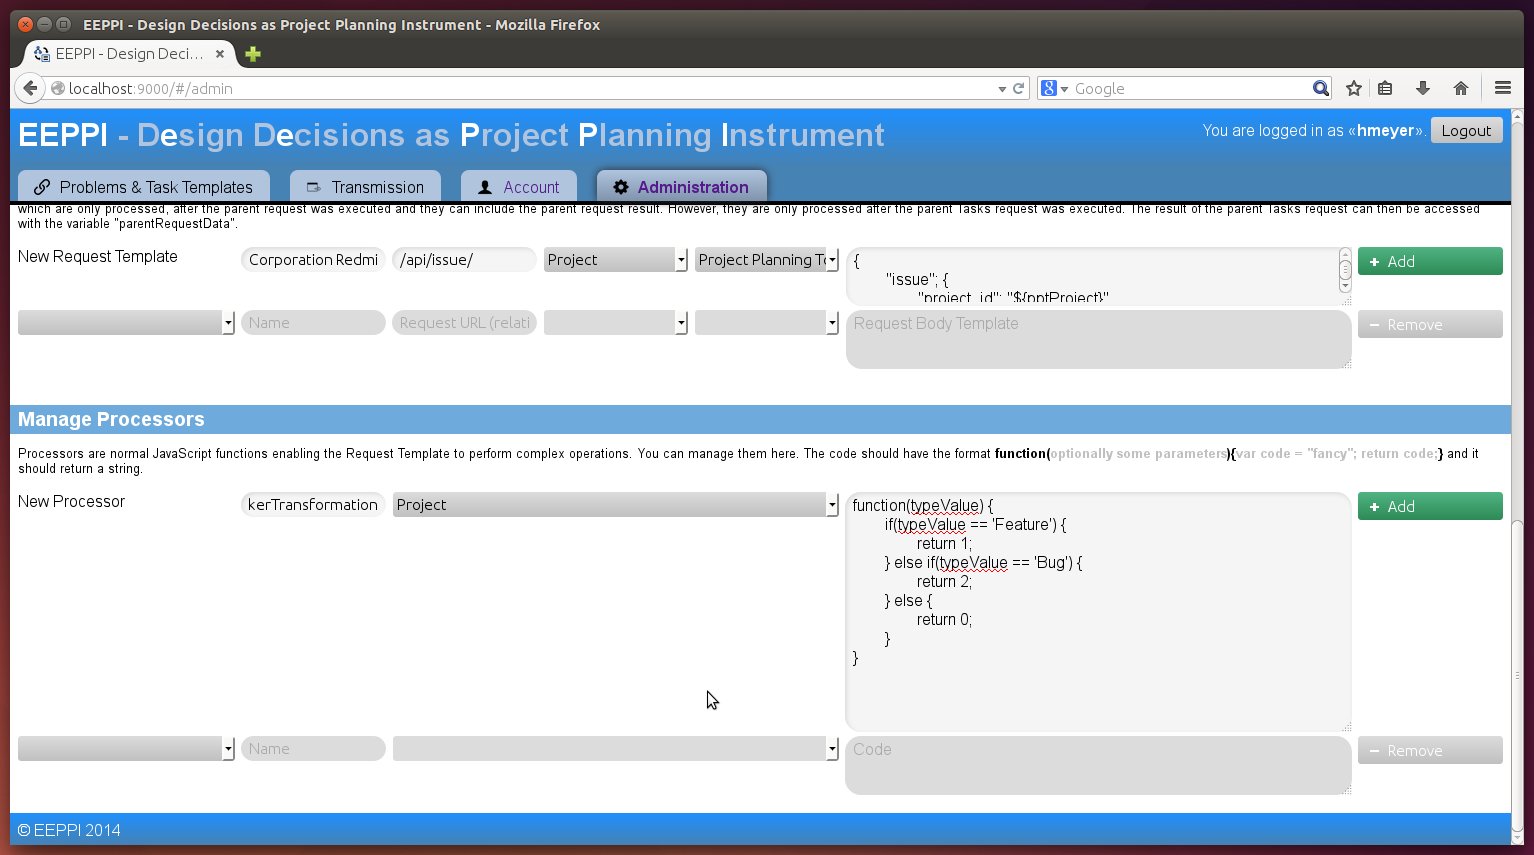 EEPPI - Design Decisions as Project Planning Instrument - Mozilla Firefox
EEPPI - Design Deci...
localhost:9000/#/admin
Google
EEPPI - Design Decisions as Project Planning Instrument
You are logged in as «hmeyer».
Logout
Problems & Task Templates
Transmission
Account
Administration
which are only processed, after the parent request was executed and they can include the parent request result. However, they are only processed after the parent Tasks request was executed. The result of the parent Tasks request can then be accessed
with the variable "parentRequestData".
New Request Template
Corporation Redmi
/api/issue/
Project
Project Planning To
{
"issue"; {
"project_id": "${pptProject}"
+ Add
Name
Request URL (relati
Request Body Template
− Remove
Manage Processors
Processors are normal JavaScript functions enabling the Request Template to perform complex operations. You can manage them here. The code should have the format function(optionally some parameters){var code = "fancy"; return code;} and it
should return a string.
New Processor
kerTransformation
Project
function(typeValue) {
if(typeValue == 'Feature') {
return 1;
} else if(typeValue == 'Bug') {
return 2;
} else {
return 0;
}
}
+ Add
Name
Code
− Remove
© EEPPI 2014